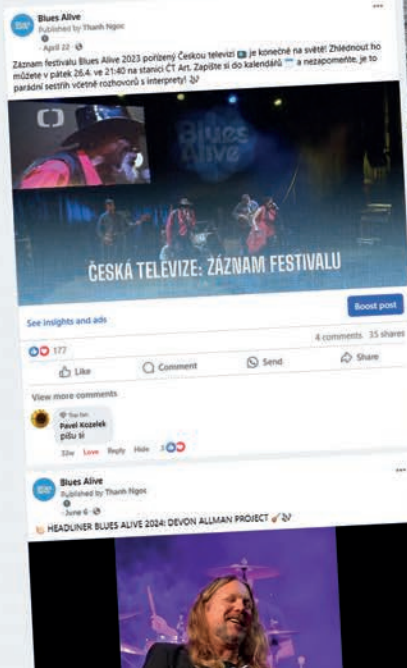 Blues Alive
Published by Thanh Ngoc
· April 22 ·
Záznam festivalu Blues Alive 2023 pořízený Českou televizí je konečně na světě! Zhlédnout ho
můžete v pátek 26.4. ve 21:40 na stanici ČT Art. Zapište si do kalendářů a nezapomeňte, je to
parádní sestřih včetně rozhovorů s interprety!
Blues
Alive
ČESKÁ TELEVIZE: ZÁZNAM FESTIVALU
See insights and ads
Boost post
177
4 comments 35 shares
Like Comment Send Share
View more comments
Top fan
Pavel Kozelek
píšu si
32w Love Reply Hide 3
Blues Alive
Published by Thanh Ngoc
· June 6 ·
HEADLINER BLUES ALIVE 2024: DEVON ALLMAN PROJECT